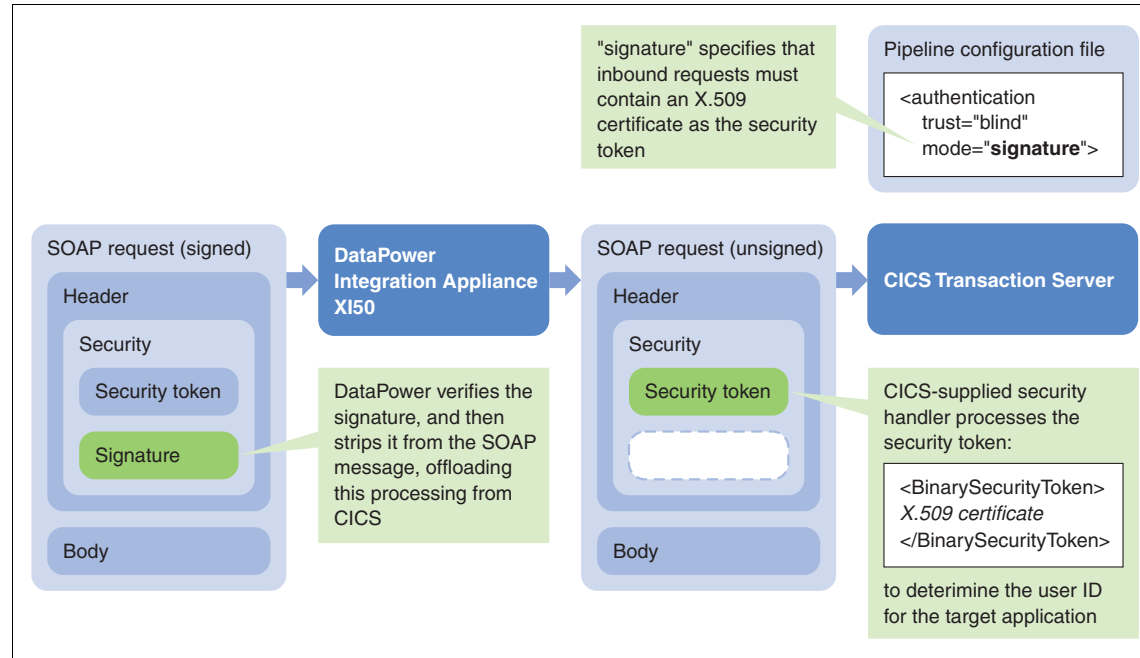 "signature" specifies that
inbound requests must
contain an X.509
certificate as the security
token
Pipeline configuration file
<authentication
trust="blind"
mode="signature">
SOAP request (signed)
Header
Security
Security token
Signature
Body
DataPower
Integration Appliance
XI50
DataPower verifies the
signature, and then
strips it from the SOAP
message, offloading
this processing from
CICS
SOAP request (unsigned)
Header
Security
Security token
Body
CICS Transaction Server
CICS-supplied security
handler processes the
security token:
<BinarySecurityToken>
X.509 certificate
</BinarySecurityToken>
to deterimine the user ID
for the target application